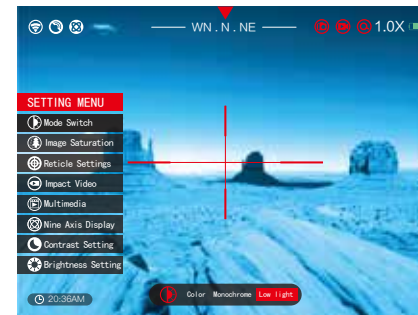 WN . N . NE
1.0X
SETTING MENU
Mode Switch
Image Saturation
Reticle Settings
Impact Video
Multimedia
Nine Axis Display
Contrast Setting
Brightness Setting
Color Monochrome Low light
20:36AM